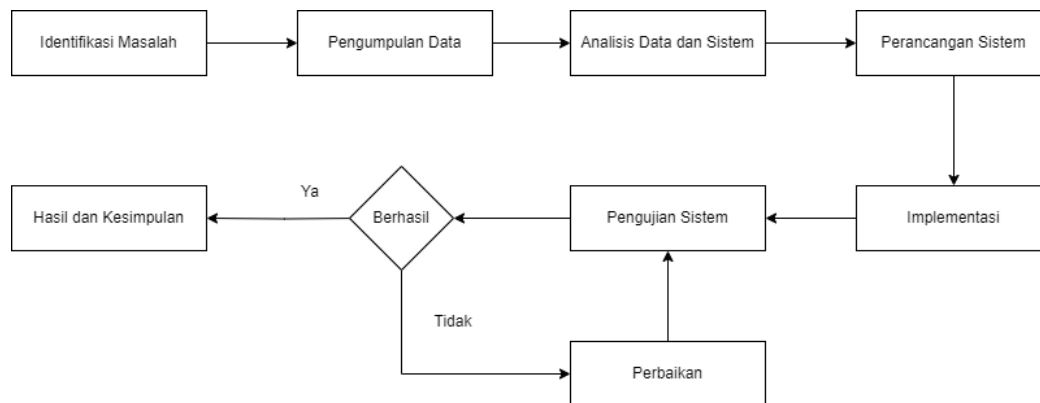 Identifikasi Masalah
Pengumpulan Data
Analisis Data dan Sistem
Perancangan Sistem
Implementasi
Pengujian Sistem
Berhasil
Ya
Hasil dan Kesimpulan
Tidak
Perbaikan